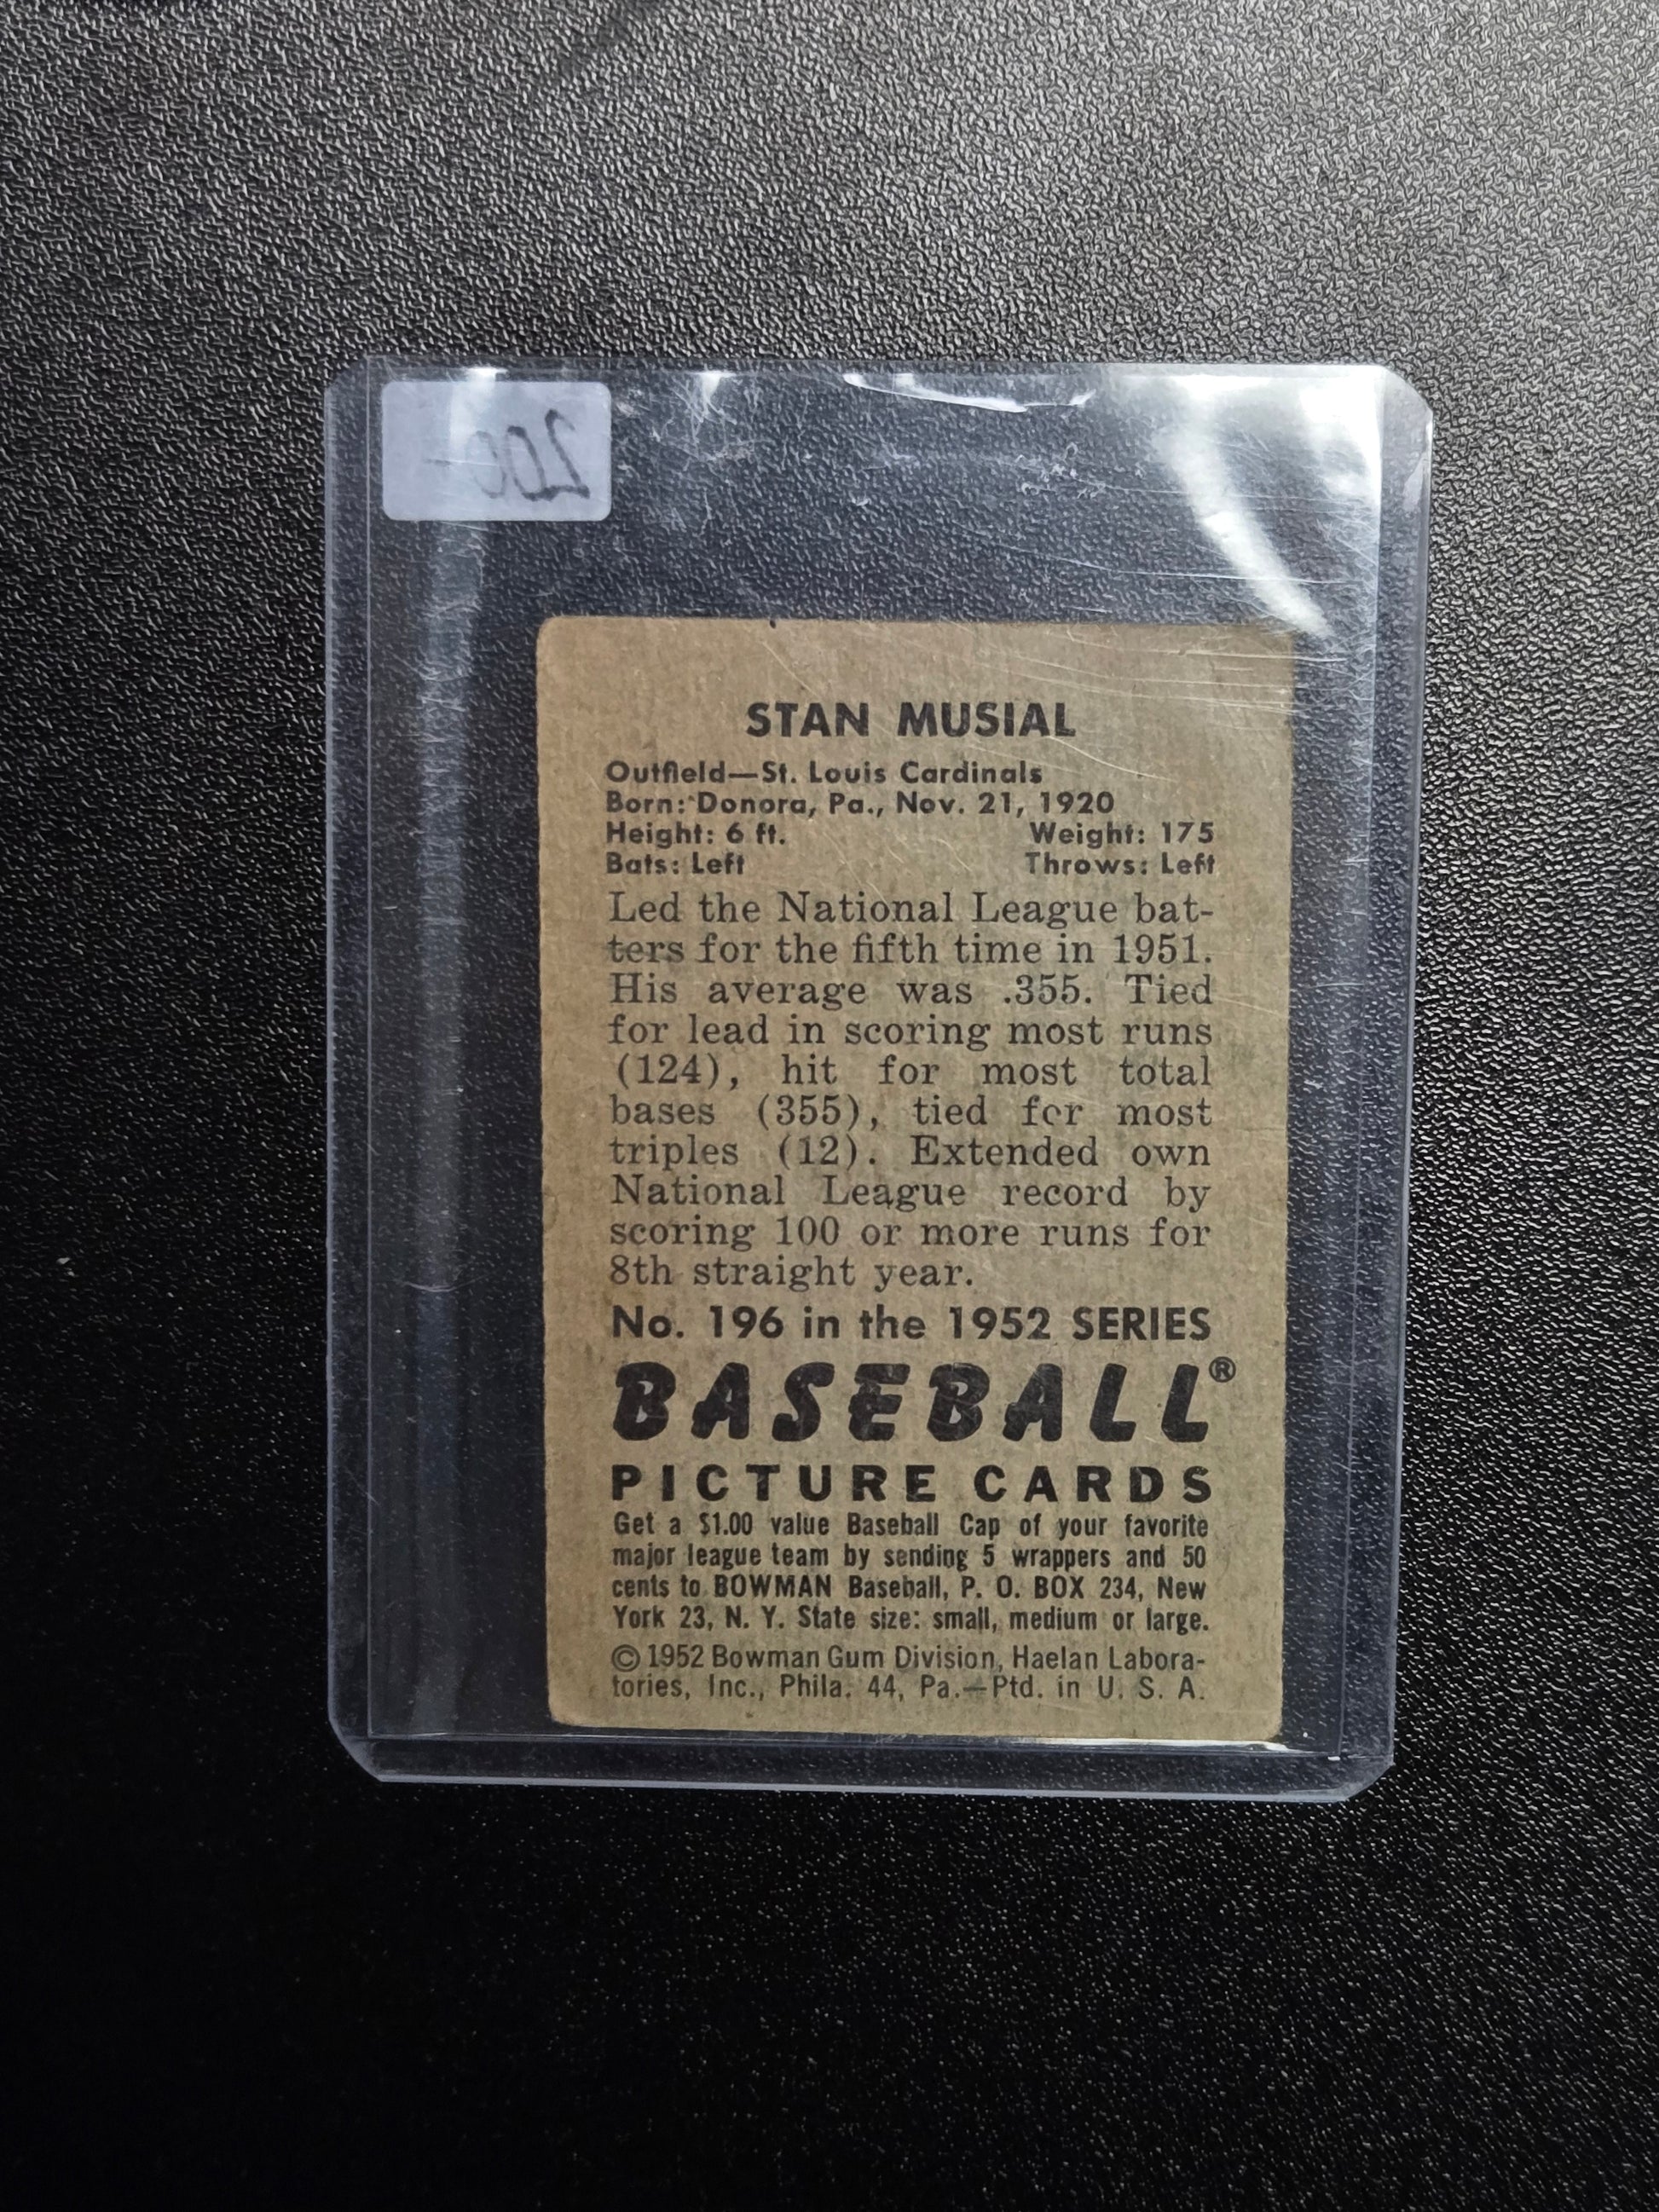 200-
STAN MUSIAL
Outfield—St. Louis Cardinals
Born: Donora, Pa., Nov. 21, 1920
Height: 6 ft. Weight: 175
Bats: Left Throws: Left
Led the National League bat-
ters for the fifth time in 1951.
His average was .355. Tied
for lead in scoring most runs
(124), hit for most total
bases (355), tied for most
triples (12). Extended own
National League record by
scoring 100 or more runs for
8th straight year.
No. 196 in the 1952 SERIES
BASEBALL®
PICTURE CARDS
Get a $1.00 value Baseball Cap of your favorite
major league team by sending 5 wrappers and 50
cents to BOWMAN Baseball, P. O. BOX 234, New
York 23, N. Y. State size: small, medium or large.
© 1952 Bowman Gum Division, Haelan Labora-
tories, Inc., Phila. 44, Pa.—Ptd. in U. S. A.